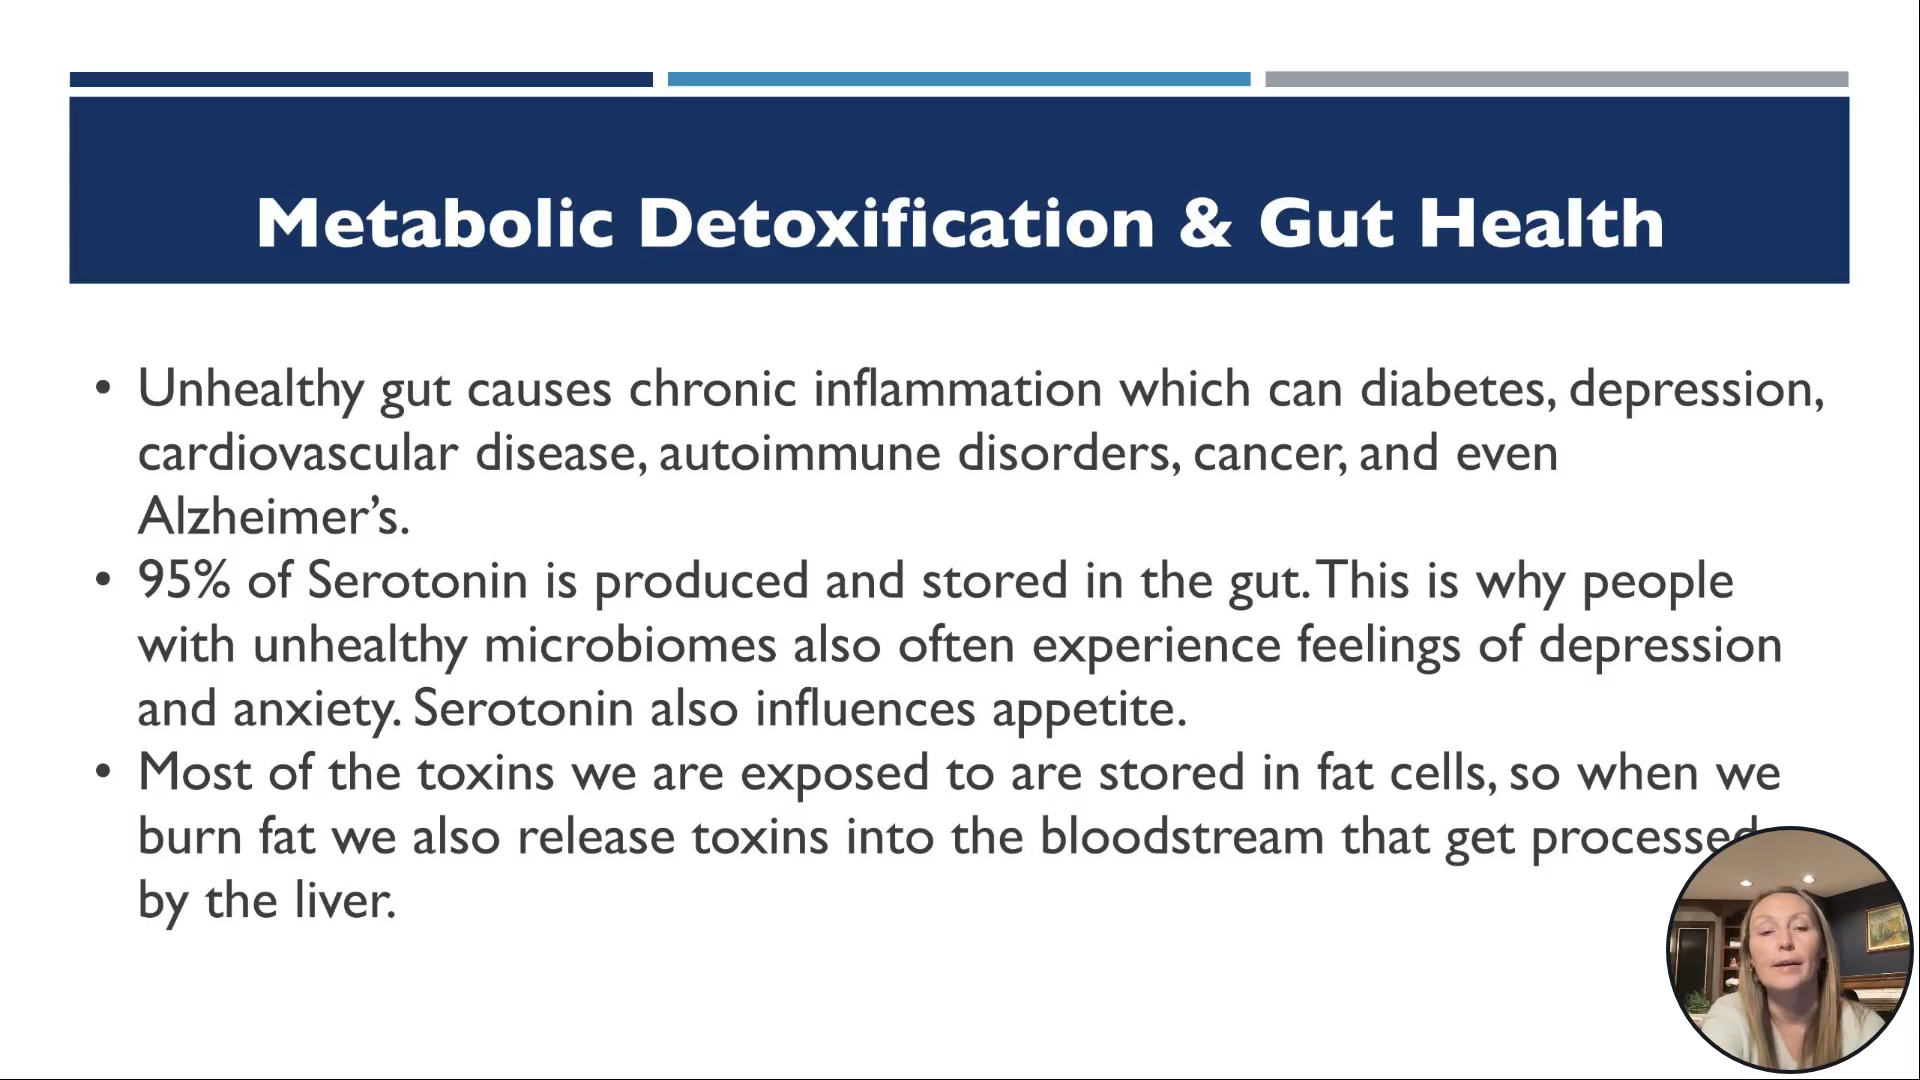 Metabolic Detoxification & Gut Health
• Unhealthy gut causes chronic inflammation which can diabetes, depression,
cardiovascular disease, autoimmune disorders, cancer, and even
Alzheimer’s.
• 95% of Serotonin is produced and stored in the gut. This is why people
with unhealthy microbiomes also often experience feelings of depression
and anxiety. Serotonin also influences appetite.
• Most of the toxins we are exposed to are stored in fat cells, so when we
burn fat we also release toxins into the bloodstream that get processed
by the liver.